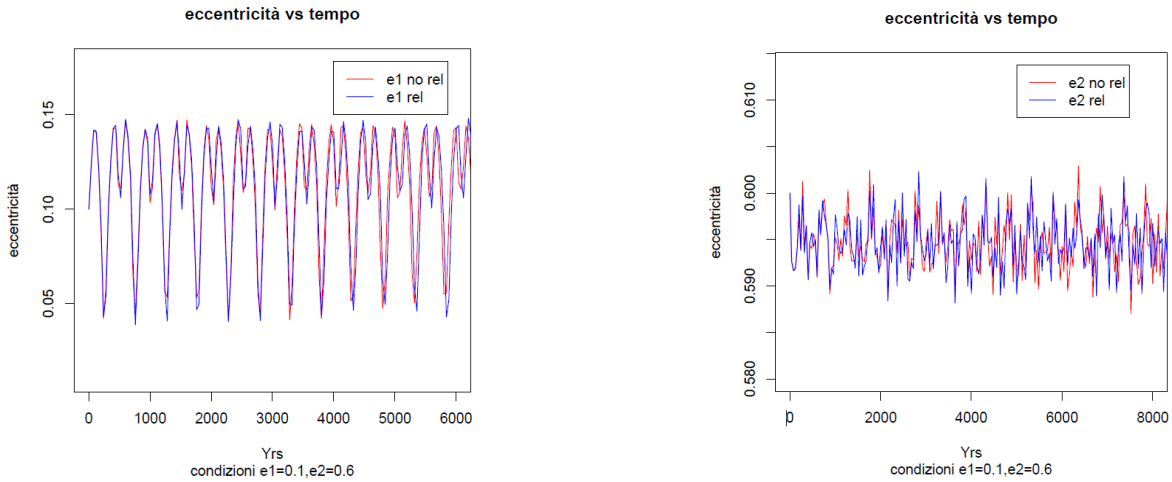 eccentricità vs tempo
e1 no rel
e1 rel
eccentricità
0.05
0.10
0.15
0
1000
2000
3000
4000
5000
6000
Yrs
condizioni e1=0.1,e2=0.6
eccentricità vs tempo
e2 no rel
e2 rel
eccentricità
0.580
0.590
0.600
0.610
0
2000
4000
6000
8000
Yrs
condizioni e1=0.1,e2=0.6